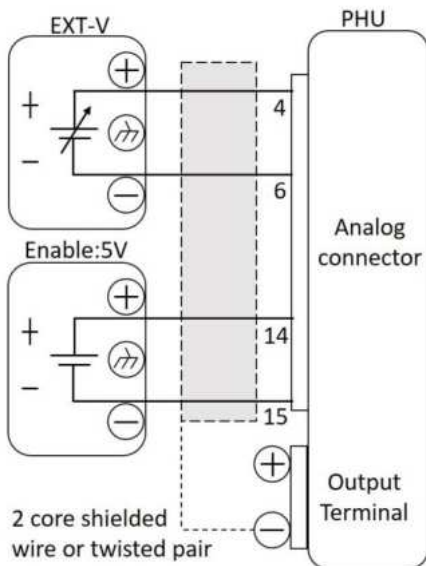 EXT-V
PHU
+
+
4
−
−
6
Enable:5V
Analog
connector
+
+
14
−
−
15
+
Output
Terminal
−
2 core shielded
wire or twisted pair